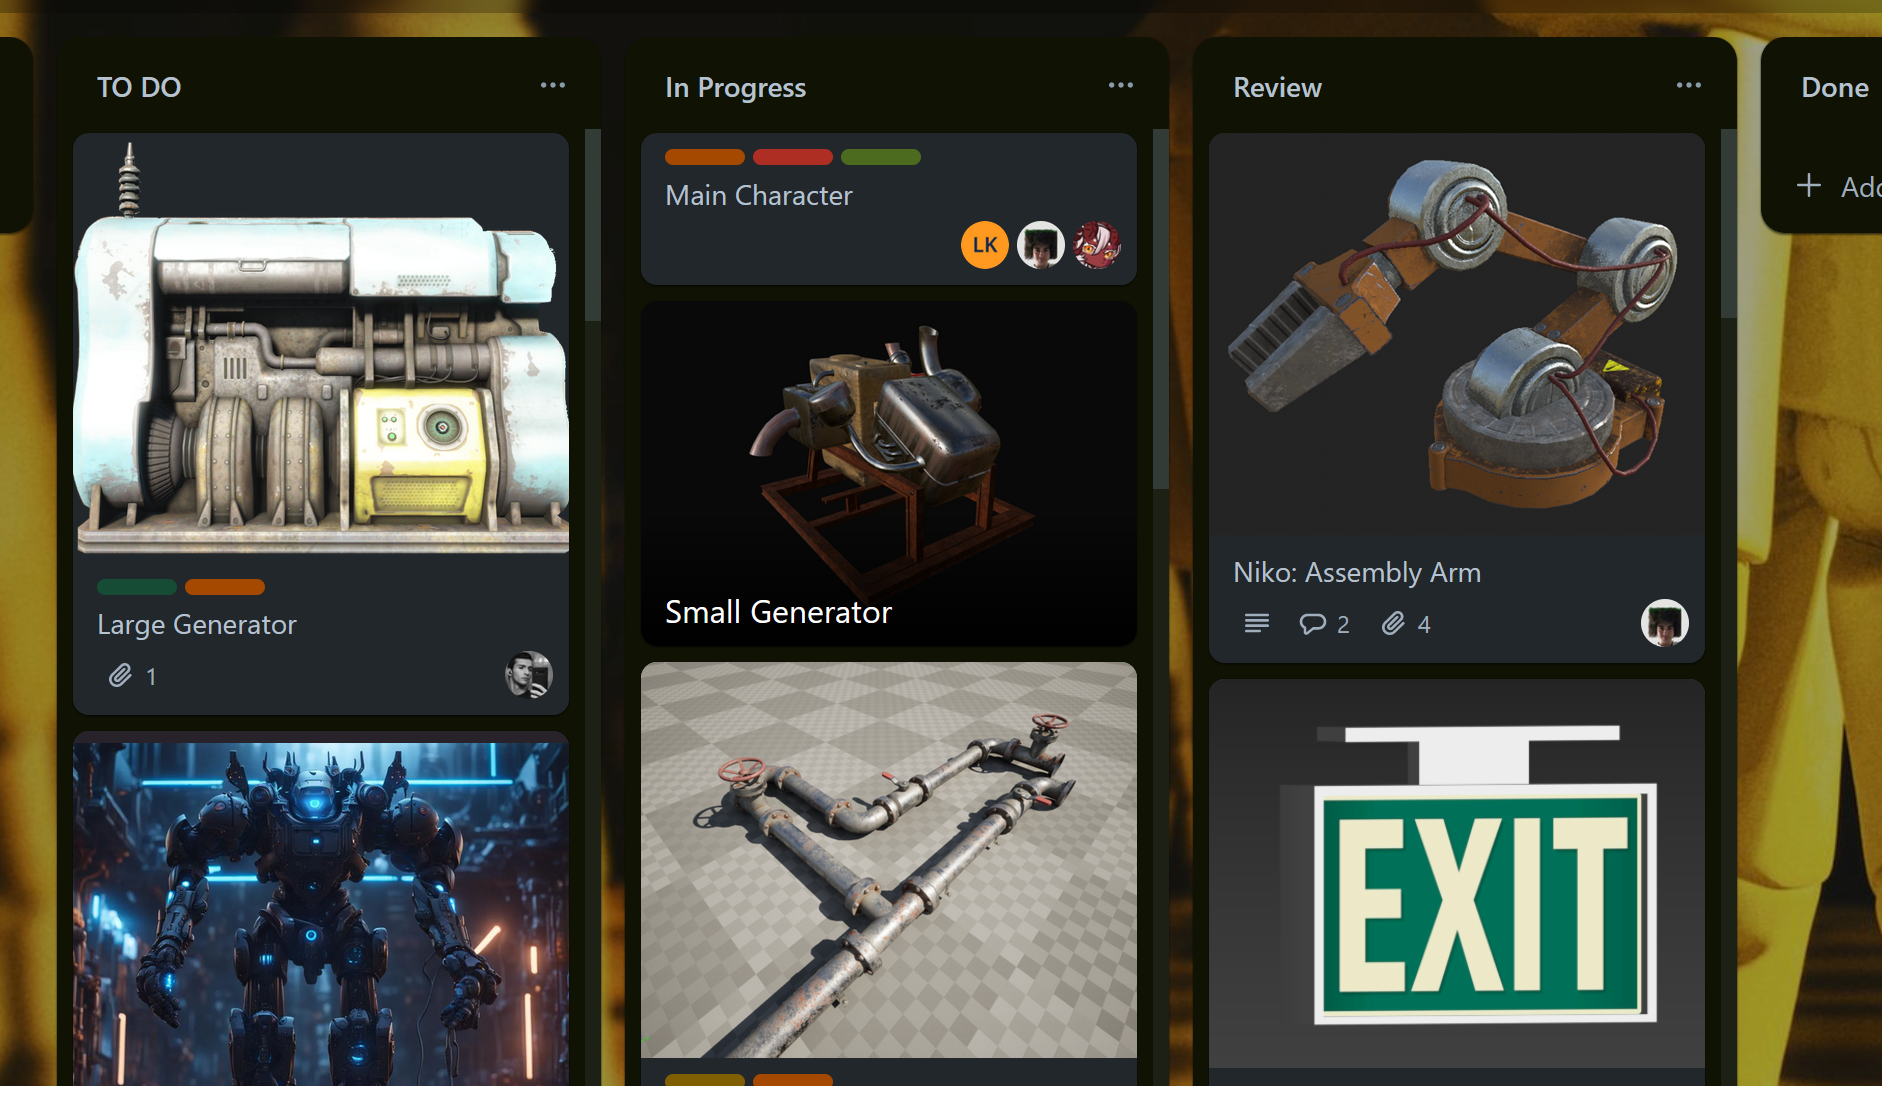 TO DO
Large Generator
1
In Progress
Main Character
LK
Small Generator
Review
Niko: Assembly Arm
2
4
EXIT
Done